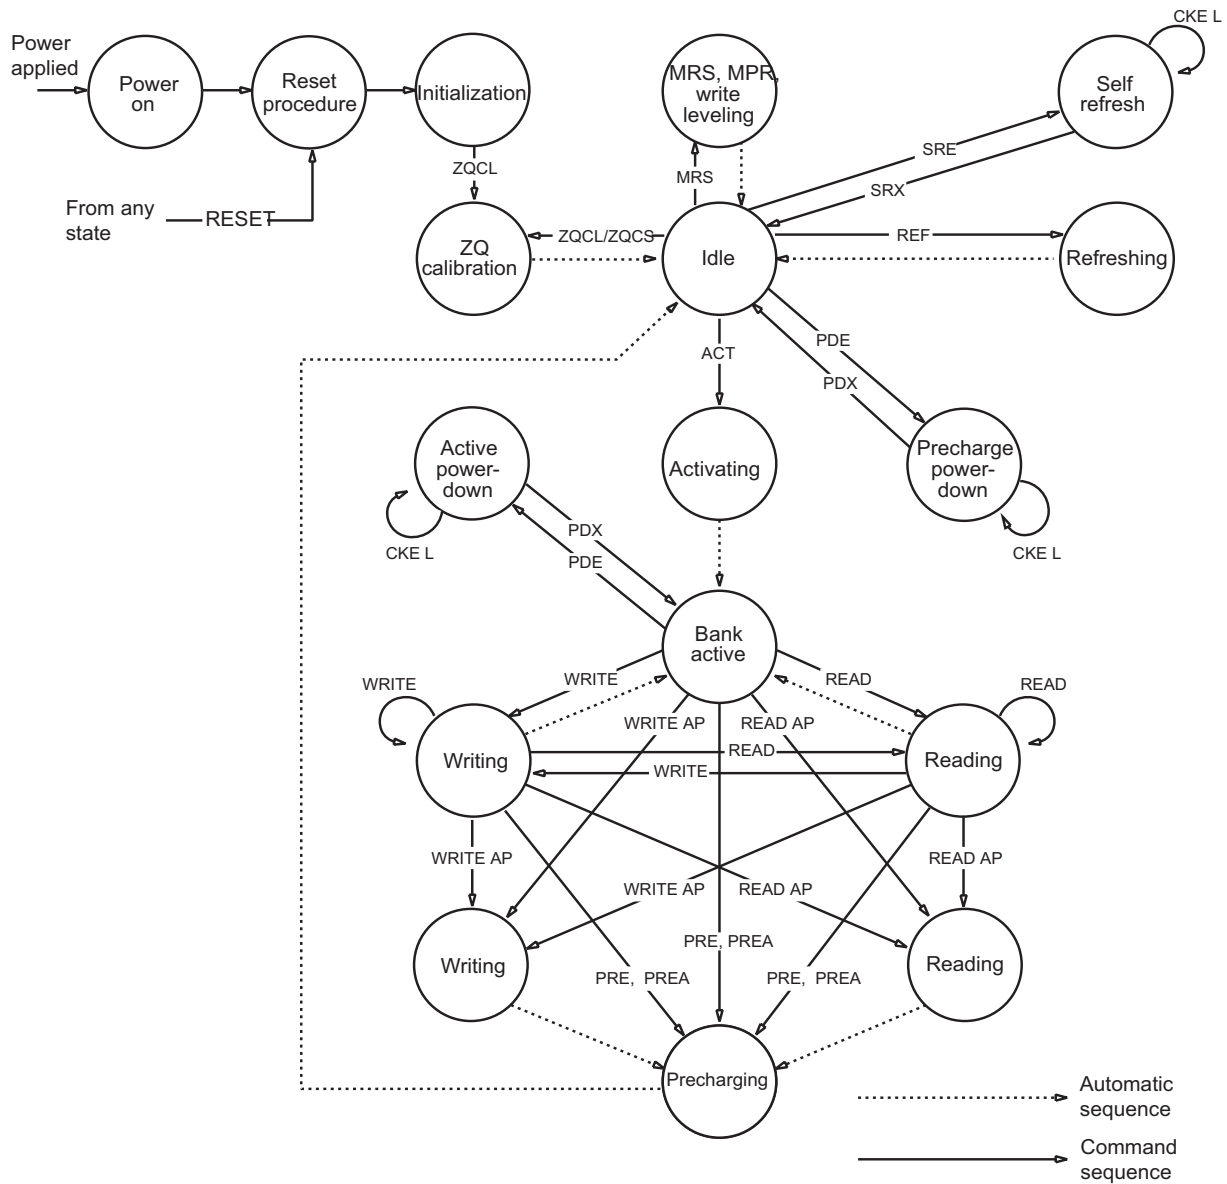 CKE L
Power
applied
Power
on
Reset
procedure
Initialization
MRS, MPR,
write
leveling
Self
refresh
ZQCL
MRS
SRE
SRX
From any
state
RESET
ZQ
calibration
ZQCL/ZQCS
Idle
REF
Refreshing
ACT
PDE
PDX
Active
power-
down
Activating
Precharge
power-
down
CKE L
PDX
PDE
CKE L
Bank
active
WRITE
WRITE
READ
READ
WRITE AP
READ AP
Writing
READ
WRITE
Reading
WRITE AP
READ AP
WRITE AP
READ AP
PRE, PREA
Writing
PRE, PREA
PRE, PREA
Reading
Precharging
Automatic
sequence
Command
sequence